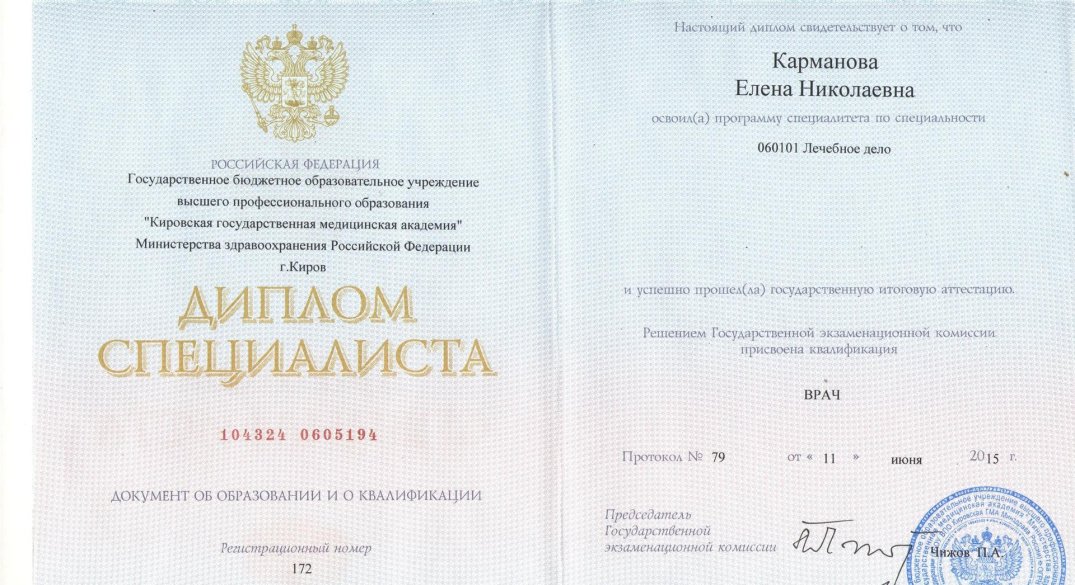 РОССИЙСКАЯ ФЕДЕРАЦИЯ
Государственное бюджетное образовательное учреждение
высшего профессионального образования
"Кировская государственная медицинская академия"
Министерства здравоохранения Российской Федерации
г.Киров
ДИПЛОМ
СПЕЦИАЛИСТА
104324 0605194
ДОКУМЕНТ ОБ ОБРАЗОВАНИИ И О КВАЛИФИКАЦИИ
Регистрационный номер
172
Настоящий диплом свидетельствует о том, что
Карманова
Елена Николаевна
освоил(а) программу специалитета по специальности
060101 Лечебное дело
и успешно прошел(ла) государственную итоговую аттестацию.
Решением Государственной экзаменационной комиссии
присвоена квалификация
ВРАЧ
Протокол № 79 от « 11 » июня 2015 г.
Председатель
Государственной
экзаменационной комиссии
Чижов П.А.